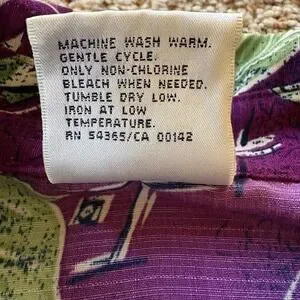 MACHINE WASH WARM.
GENTLE CYCLE.
ONLY NON-CHLORINE
BLEACH WHEN NEEDED.
TUMBLE DRY LOW.
IRON AT LOW
TEMPERATURE.
RN 54365/CA 00142